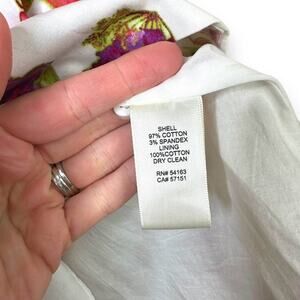 SHELL
97% COTTON
3% SPANDEX
LINING
100%COTTON
DRY CLEAN
RN# 54163
CA# 57151